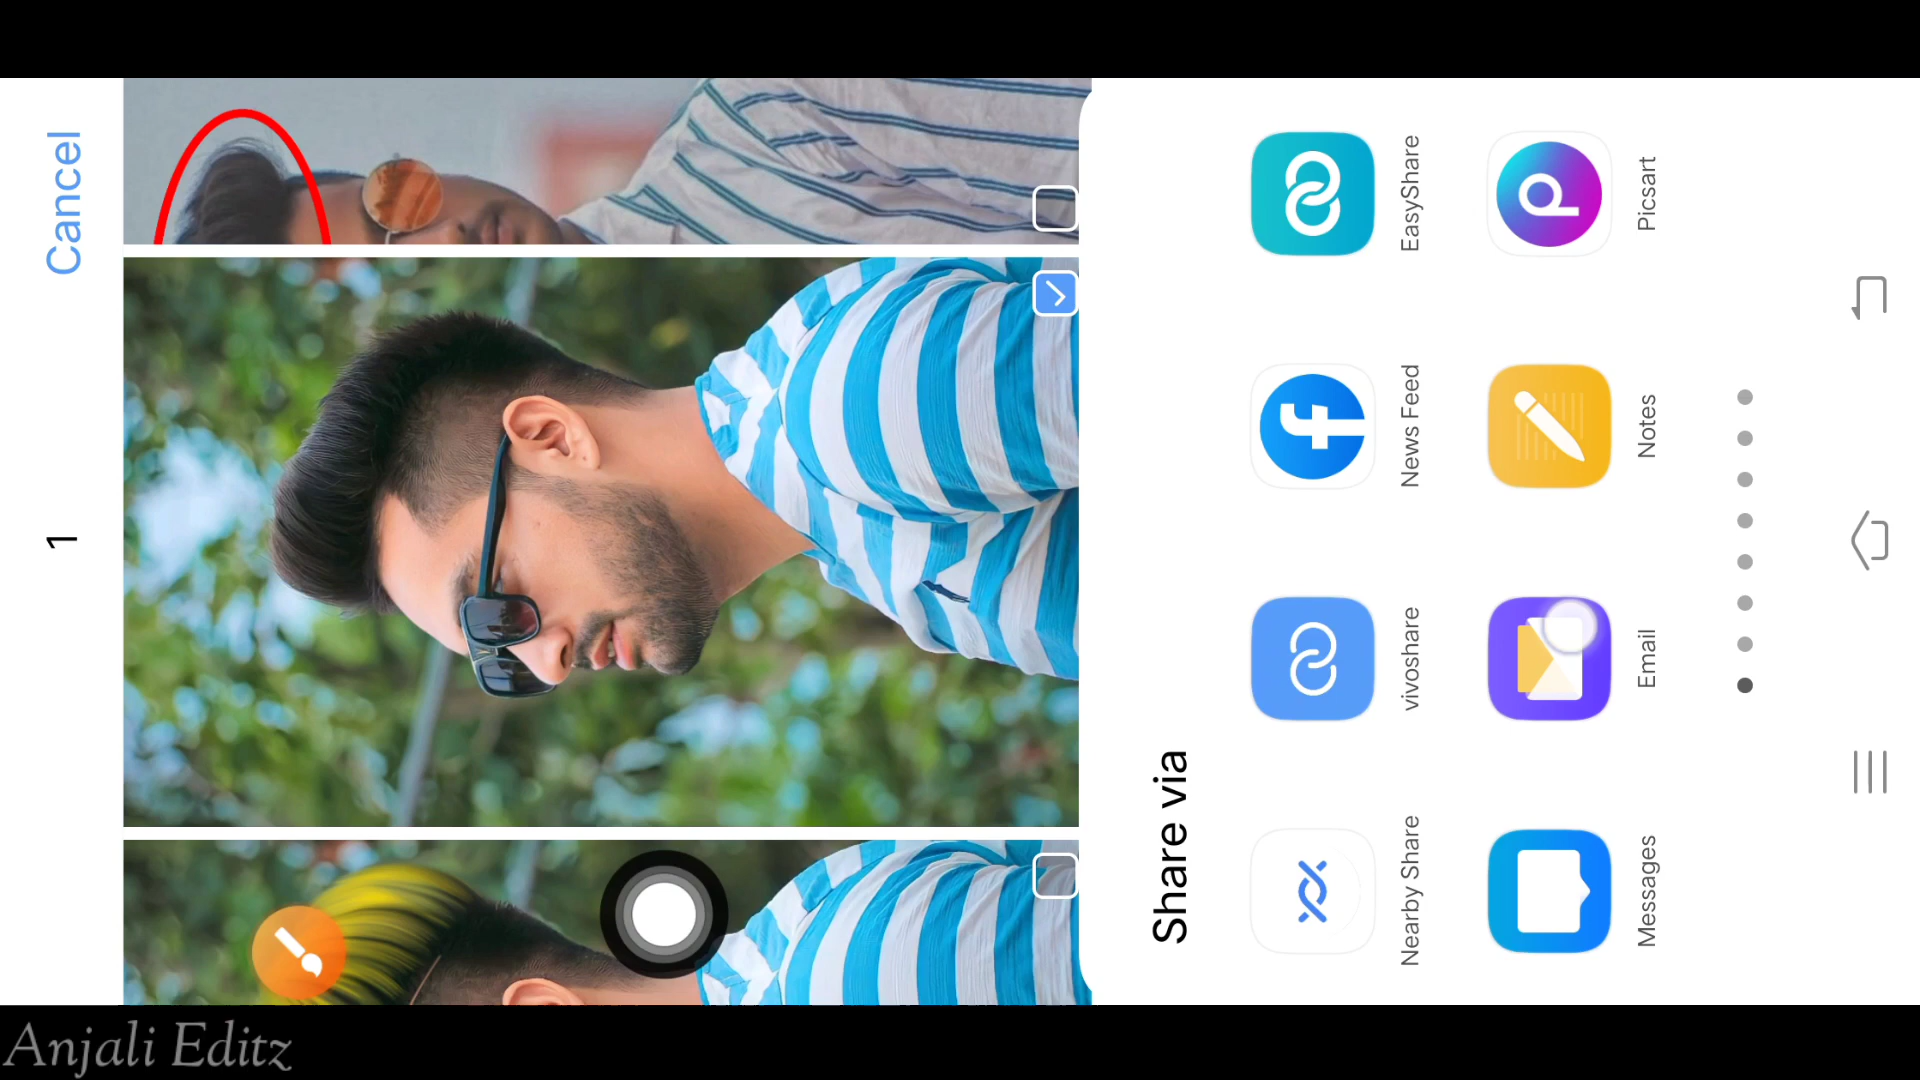 Cancel
1
Share via
Nearby Share
vivoshare
News Feed
EasyShare
Messages
Email
Notes
Picsart
Anjali Editz